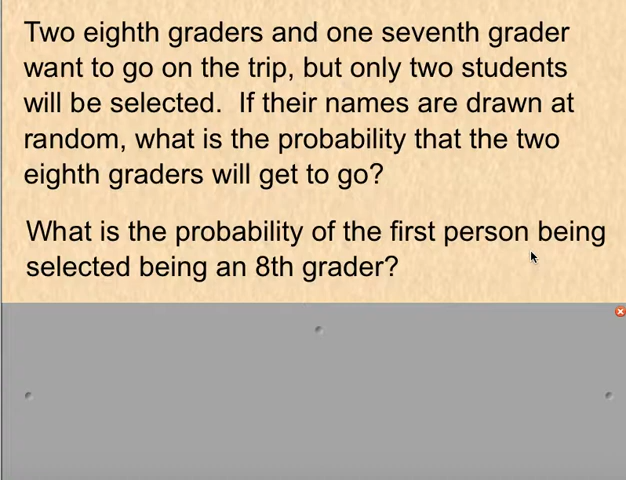 Two eighth graders and one seventh grader
want to go on the trip, but only two students
will be selected.  If their names are drawn at
random, what is the probability that the two
eighth graders will get to go?
What is the probability of the first person being
selected being an 8th grader?